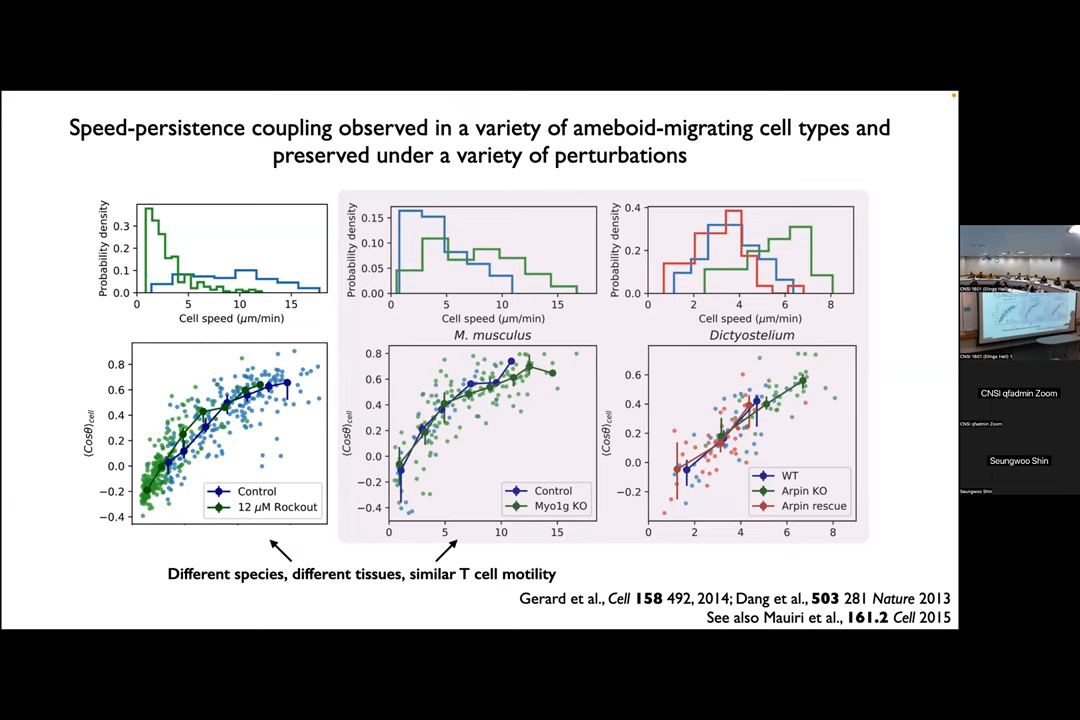 Speed-persistence coupling observed in a variety of ameboid-migrating cell types and
preserved under a variety of perturbations
Probability density
0.3
0.2
0.1
0.0
0
5
10
15
Cell speed (μm/min)
Probability density
0.15
0.10
0.05
0.00
0
5
10
15
Cell speed (μm/min)
M. musculus
Probability density
0.4
0.2
0.0
0
2
4
6
8
Cell speed (μm/min)
Dictyostelium
⟨Cosθ⟩cell
0.8
0.6
0.4
0.2
0.0
−0.2
−0.4
Control
12 μM Rockout
⟨Cosθ⟩cell
0.8
0.6
0.4
0.2
0.0
−0.2
−0.4
0
5
10
15
Control
Myo1g KO
⟨Cosθ⟩cell
0.6
0.4
0.2
0.0
−0.2
0
2
4
6
8
WT
Arpin KO
Arpin rescue
Different species, different tissues, similar T cell motility
Gerard et al., Cell 158 492, 2014; Dang et al., 503 281 Nature 2013
See also Mauiri et al., 161.2 Cell 2015
CNSI 1601 (Elings Hall)
CNSI 1601 (Elings Hall) 1
CNSI qfadmin Zoom
CNSI qfadmin Zoom
Seungwoo Shin
Seungwoo Shin